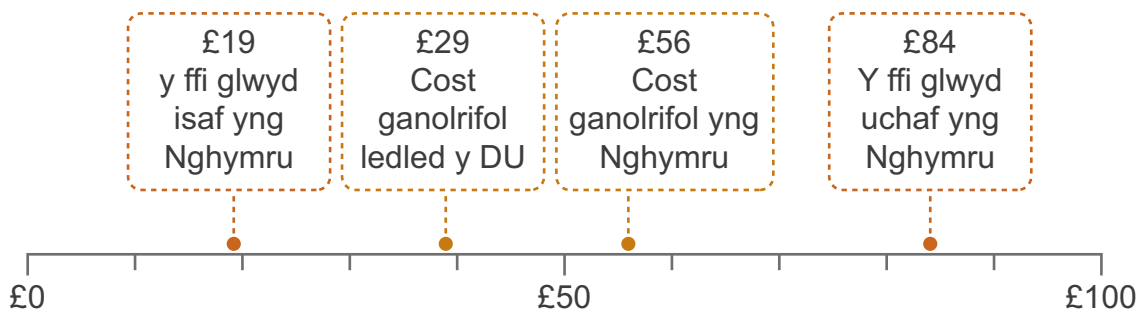 £19
y ffi glwyd
isaf yng
Nghymru
£29
Cost
ganolrifol
ledled y DU
£56
Cost
ganolrifol yng
Nghymru
£84
Y ffi glwyd
uchaf yng
Nghymru
£0
£50
£100